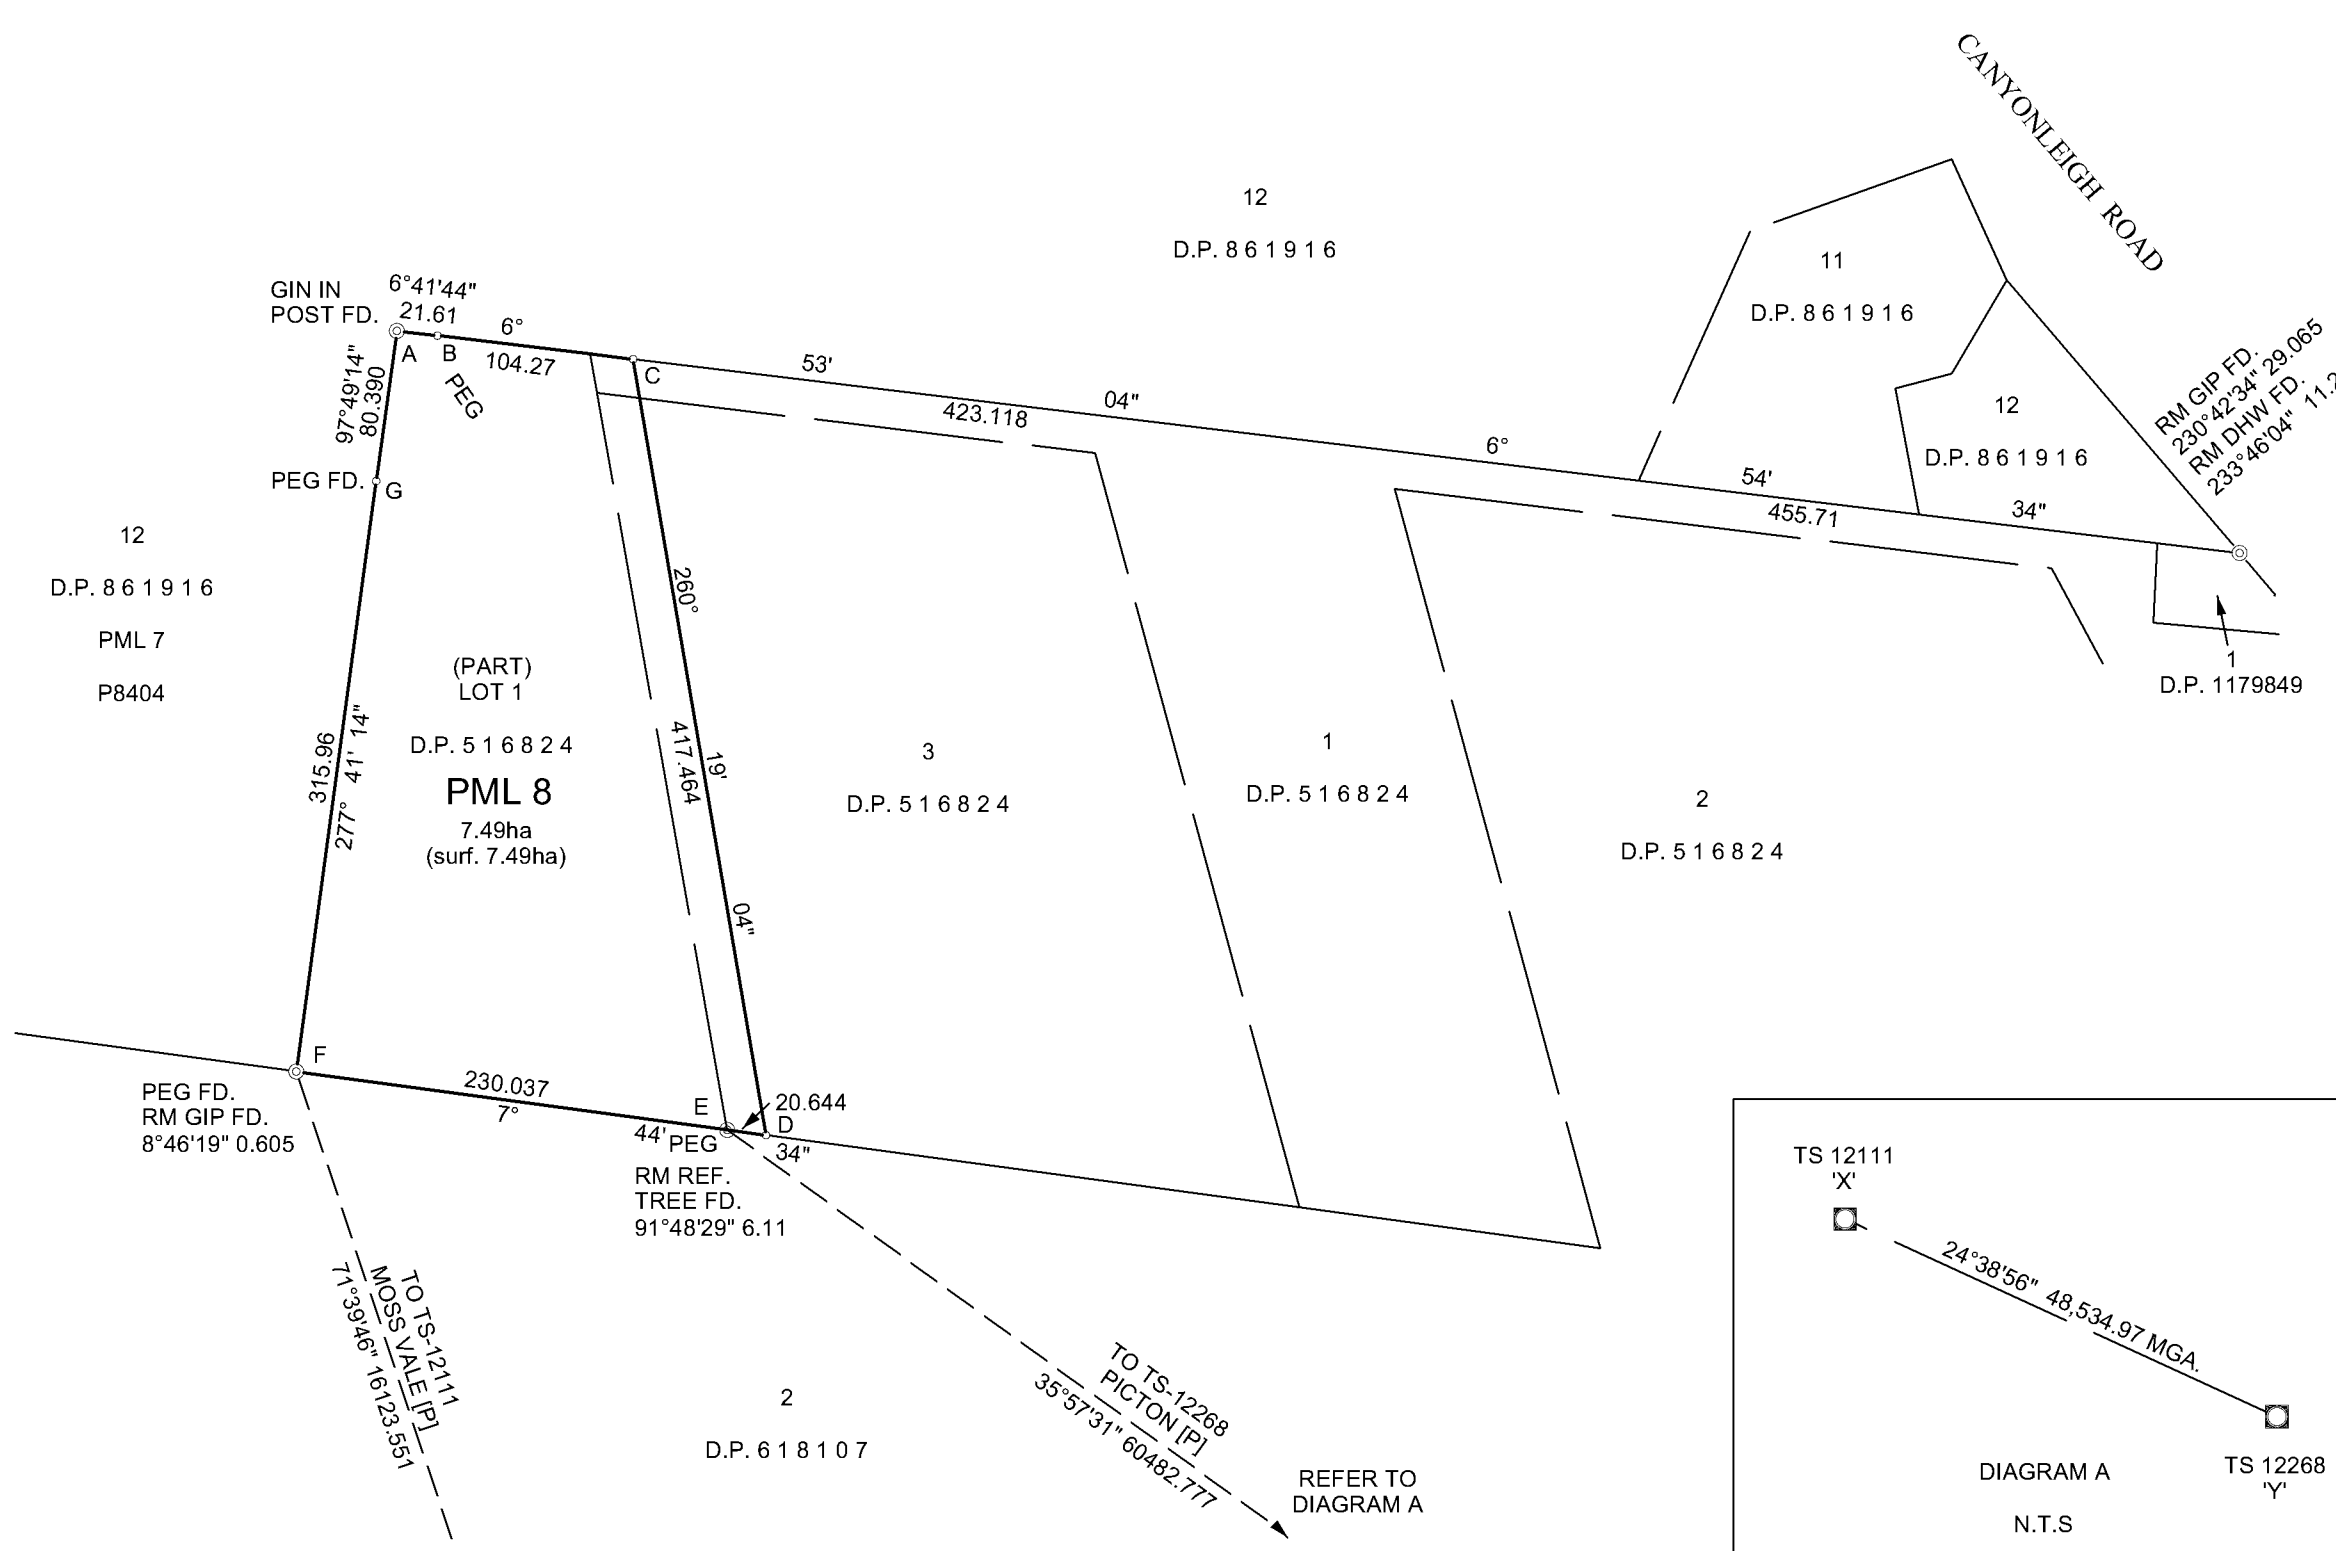 CANYONLEIGH ROAD
12
D.P. 8 6 1 9 1 6
11
D.P. 8 6 1 9 1 6
12
D.P. 8 6 1 9 1 6
RM GIP FD.
230°42'34" 29.065
RM DHW FD.
233°46'04" 11.2
GIN IN
POST FD.
6°41'44"
21.61
6°
104.27
A
B
PEG
C
53'
423.118
04"
6°
54'
455.71
34"
97°49'14"
80.390
PEG FD.
G
12
D.P. 8 6 1 9 1 6
PML 7
P8404
(PART)
LOT 1
D.P. 5 1 6 8 2 4
PML 8
7.49ha
(surf. 7.49ha)
315.96
277° 41' 14"
260°
417.464
19'
04"
3
D.P. 5 1 6 8 2 4
1
D.P. 5 1 6 8 2 4
2
D.P. 5 1 6 8 2 4
1
D.P. 1179849
F
PEG FD.
RM GIP FD.
8°46'19" 0.605
230.037
7°
E
20.644
D
44'
PEG
34"
RM REF.
TREE FD.
91°48'29" 6.11
TO TS-12111
MOSS VALE [P]
71°39'46" 16123.551
TO TS-12268
PICTON [P]
35°57'31" 60482.777
2
D.P. 6 1 8 1 0 7
REFER TO
DIAGRAM A
TS 12111
'X'
24°38'56" 48,534.97 MGA.
TS 12268
'Y'
DIAGRAM A
N.T.S